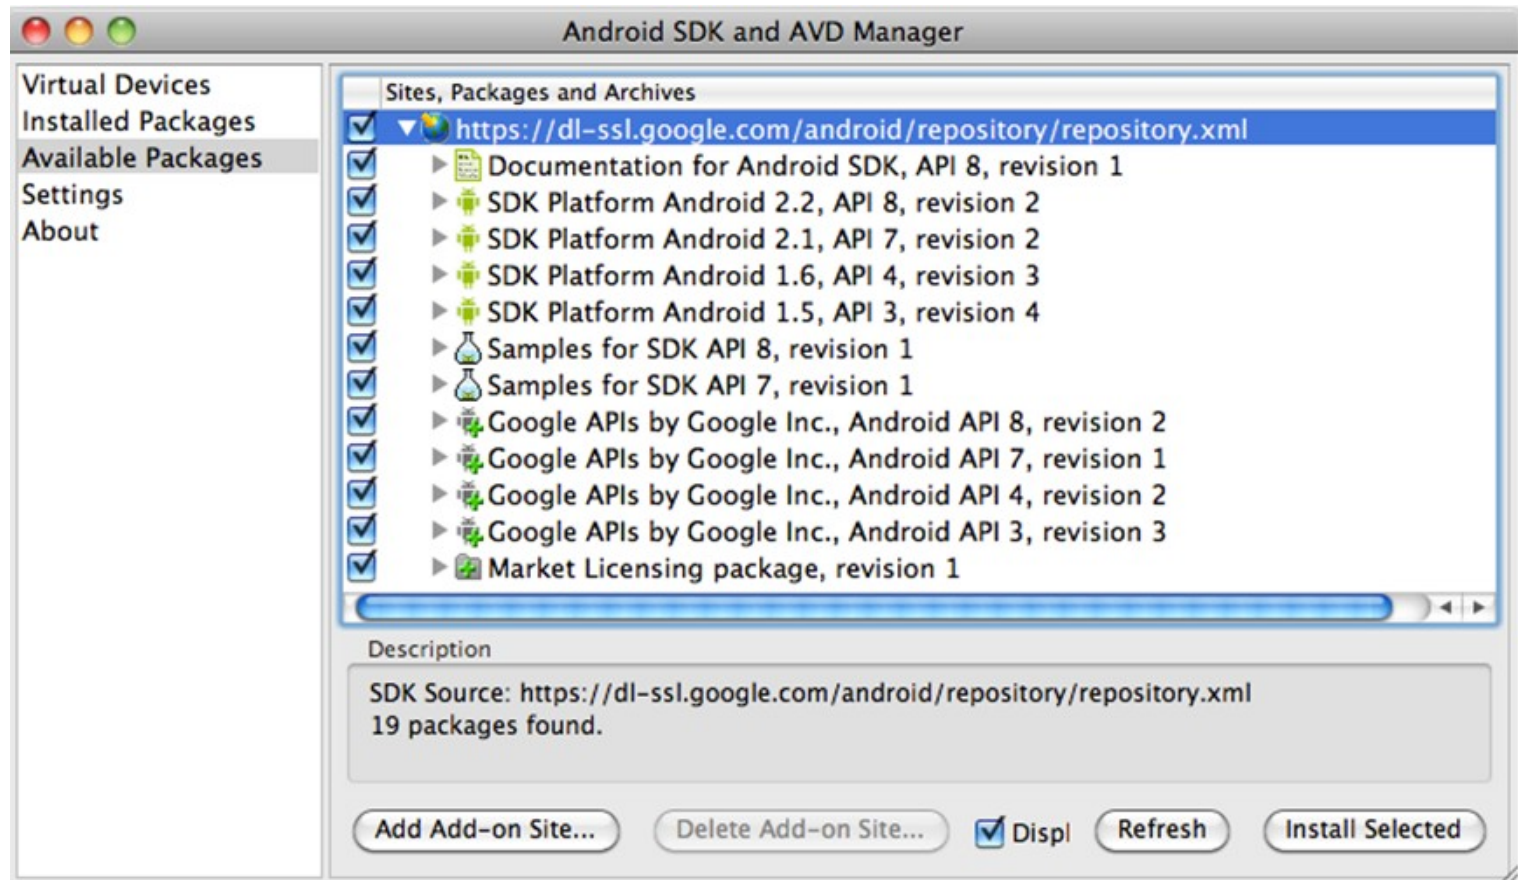 Android SDK and AVD Manager
Virtual Devices
Installed Packages
Available Packages
Settings
About
Sites, Packages and Archives
https://dl-ssl.google.com/android/repository/repository.xml
Documentation for Android SDK, API 8, revision 1
SDK Platform Android 2.2, API 8, revision 2
SDK Platform Android 2.1, API 7, revision 2
SDK Platform Android 1.6, API 4, revision 3
SDK Platform Android 1.5, API 3, revision 4
Samples for SDK API 8, revision 1
Samples for SDK API 7, revision 1
Google APIs by Google Inc., Android API 8, revision 2
Google APIs by Google Inc., Android API 7, revision 1
Google APIs by Google Inc., Android API 4, revision 2
Google APIs by Google Inc., Android API 3, revision 3
Market Licensing package, revision 1
Description
SDK Source: https://dl-ssl.google.com/android/repository/repository.xml
19 packages found.
Add Add-on Site... Delete Add-on Site... Displ Refresh Install Selected